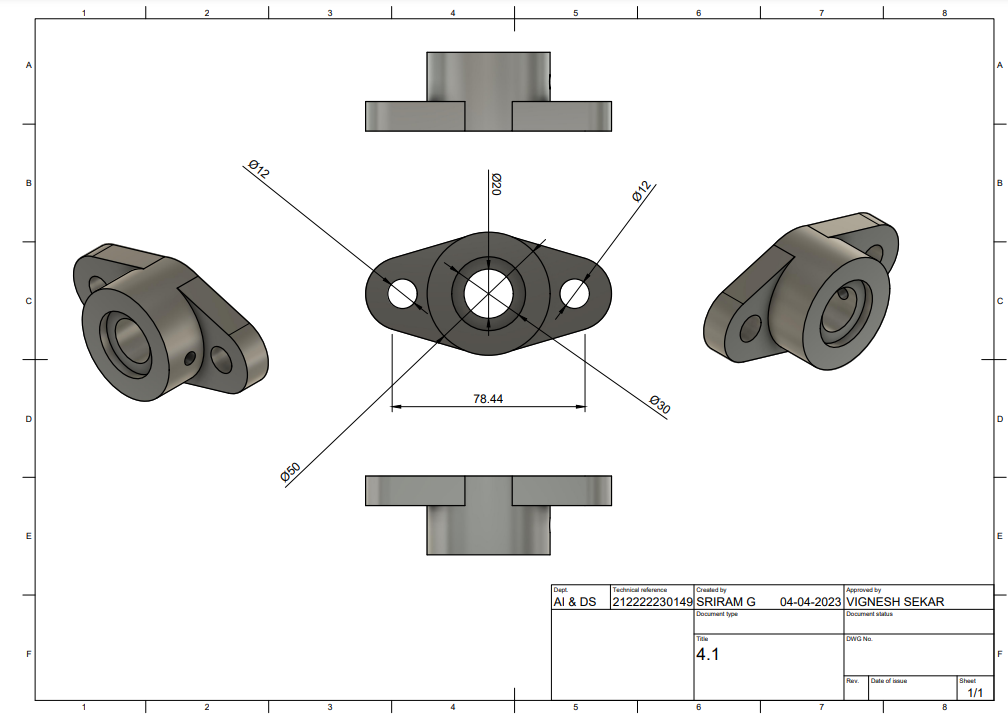 1 2 3 4 5 6 7 8
A A
B B
Ø12 Ø20 Ø12
C C
78.44 Ø30
D D
Ø50
E E
Dept. Technical reference Created by Approved by
AI & DS 212222230149 SRIRAM G 04-04-2023 VIGNESH SEKAR
Document type Document status
Title DWG No.
4.1
F F
Rev. Date of issue Sheet
1/1
1 2 3 4 5 6 7 8